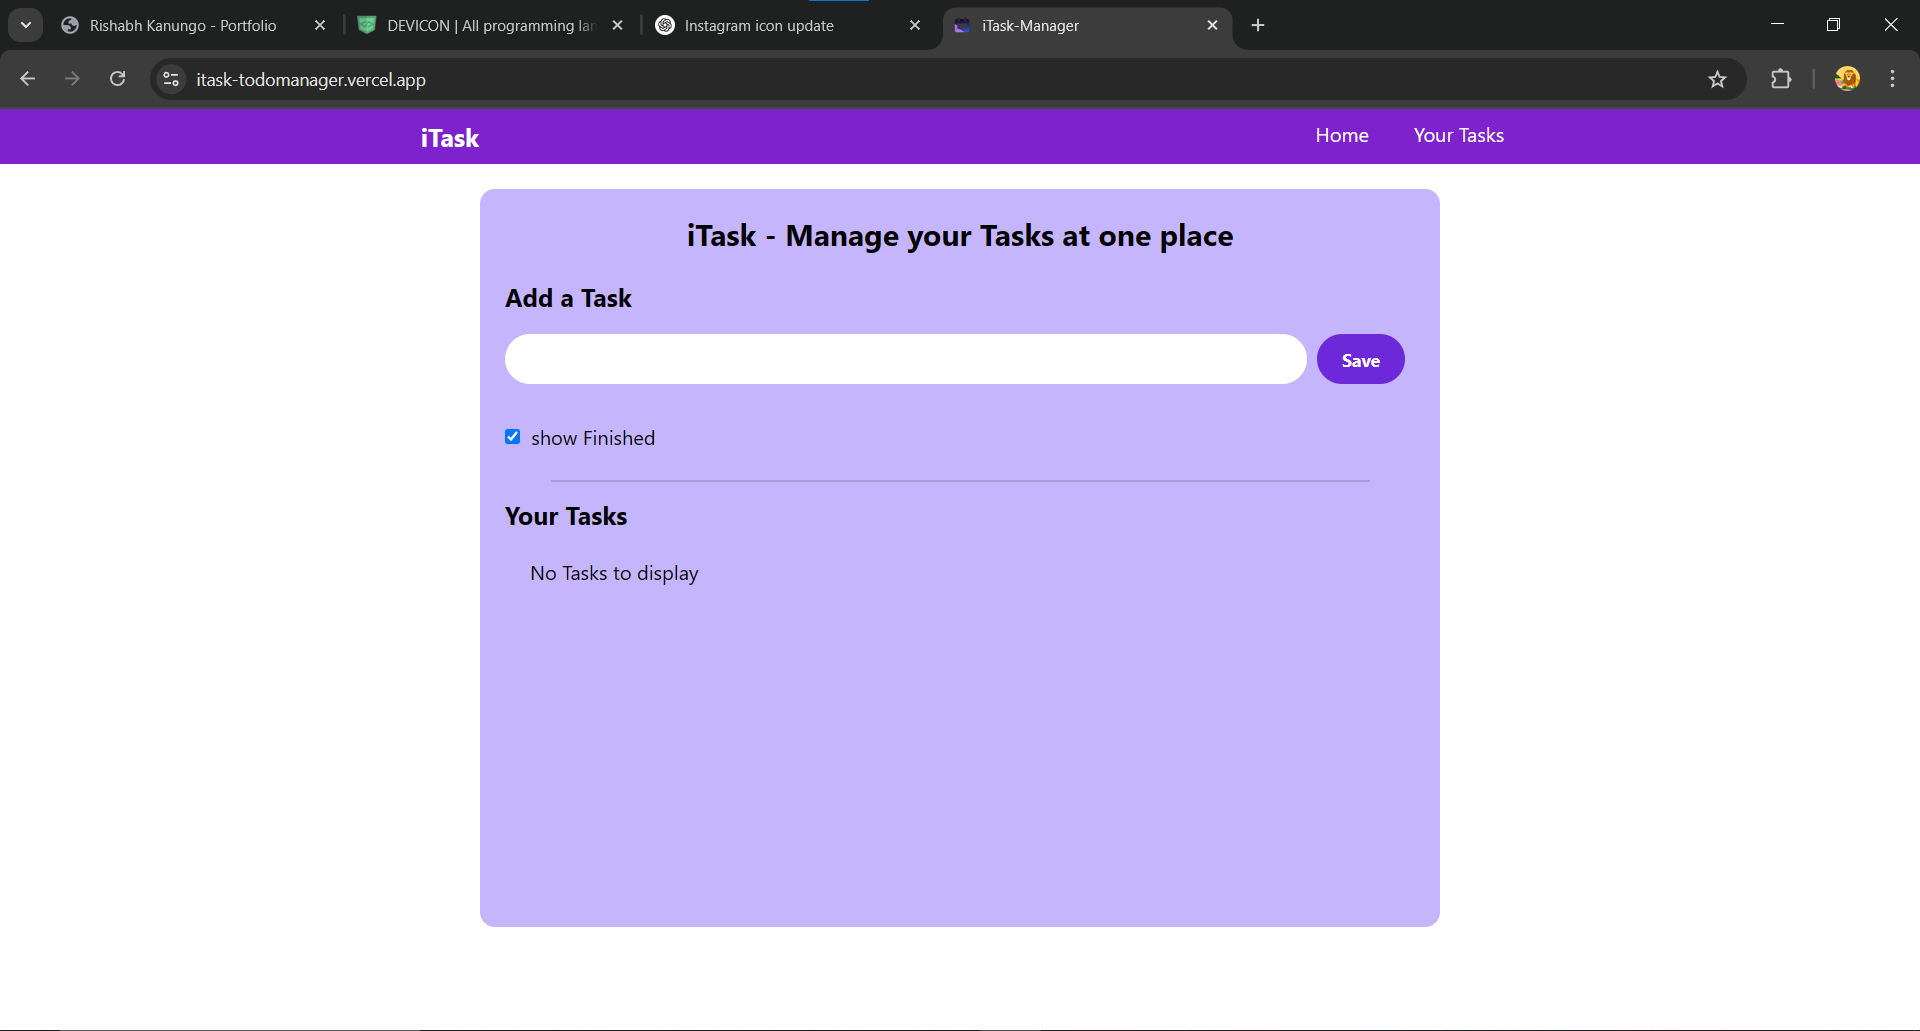 Rishabh Kanungo - Portfolio
DEVICON | All programming lan
Instagram icon update
iTask-Manager
itask-todomanager.vercel.app
iTask
Home
Your Tasks
iTask - Manage your Tasks at one place
Add a Task
Save
show Finished
Your Tasks
No Tasks to display